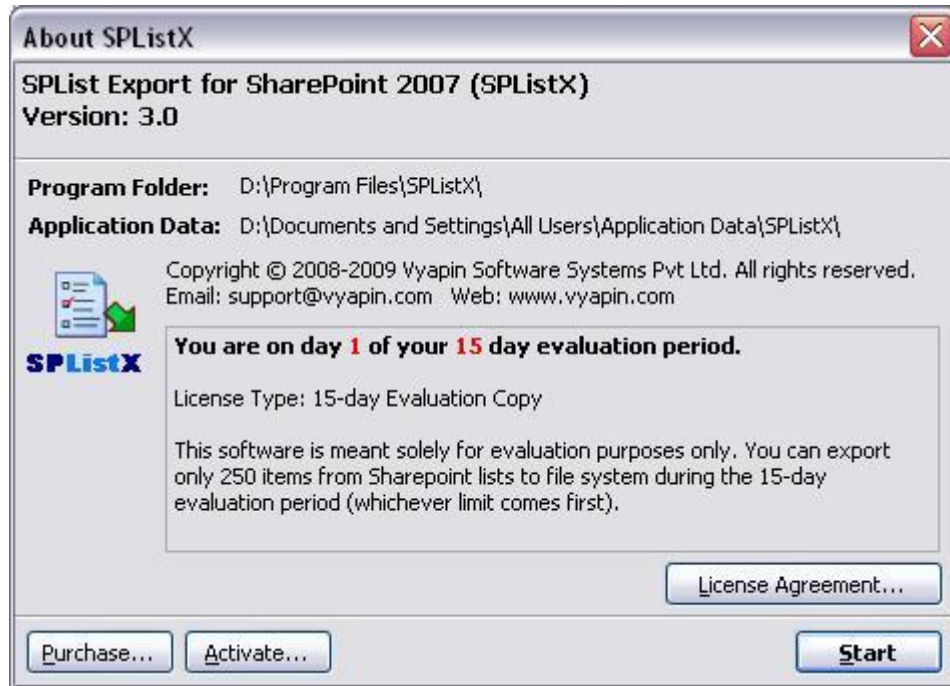 About SPListX
SPList Export for SharePoint 2007 (SPListX)
Version: 3.0
Program Folder: D:\Program Files\SPListX\
Application Data: D:\Documents and Settings\All Users\Application Data\SPListX\
Copyright © 2008-2009 Vyapin Software Systems Pvt Ltd. All rights reserved.
Email: support@vyapin.com Web: www.vyapin.com
SPListX
You are on day 1 of your 15 day evaluation period.
License Type: 15-day Evaluation Copy
This software is meant solely for evaluation purposes only. You can export
only 250 items from Sharepoint lists to file system during the 15-day
evaluation period (whichever limit comes first).
License Agreement...
Purchase... Activate... Start